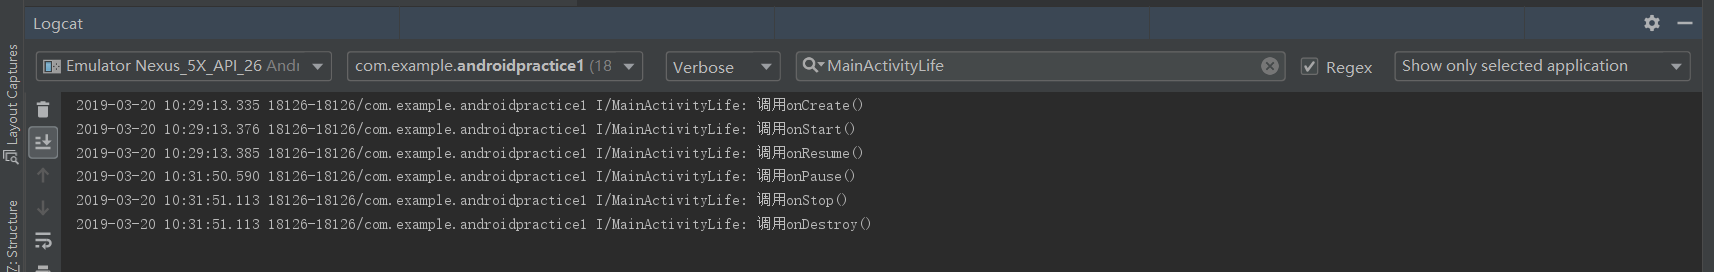 Logcat
Emulator Nexus_5X_API_26 Andr
com.example.androidpractice1 (18
Verbose
MainActivityLife
Regex
Show only selected application
Layout Captures
7: Structure
2019-03-20 10:29:13.335 18126-18126/com.example.androidpractice1 I/MainActivityLife: 调用onCreate()
2019-03-20 10:29:13.376 18126-18126/com.example.androidpractice1 I/MainActivityLife: 调用onStart()
2019-03-20 10:29:13.385 18126-18126/com.example.androidpractice1 I/MainActivityLife: 调用onResume()
2019-03-20 10:31:50.590 18126-18126/com.example.androidpractice1 I/MainActivityLife: 调用onPause()
2019-03-20 10:31:51.113 18126-18126/com.example.androidpractice1 I/MainActivityLife: 调用onStop()
2019-03-20 10:31:51.113 18126-18126/com.example.androidpractice1 I/MainActivityLife: 调用onDestroy()